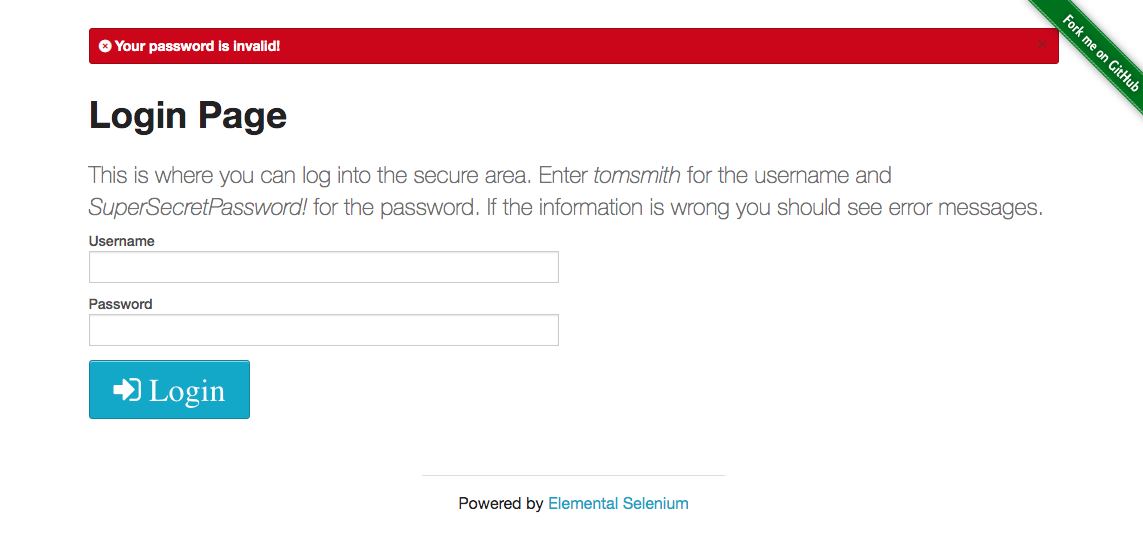 Your password is invalid!
Fork me on GitHub
Login Page
This is where you can log into the secure area. Enter tomsmith for the username and
SuperSecretPassword! for the password. If the information is wrong you should see error messages.
Username
Password
Login
Powered by Elemental Selenium